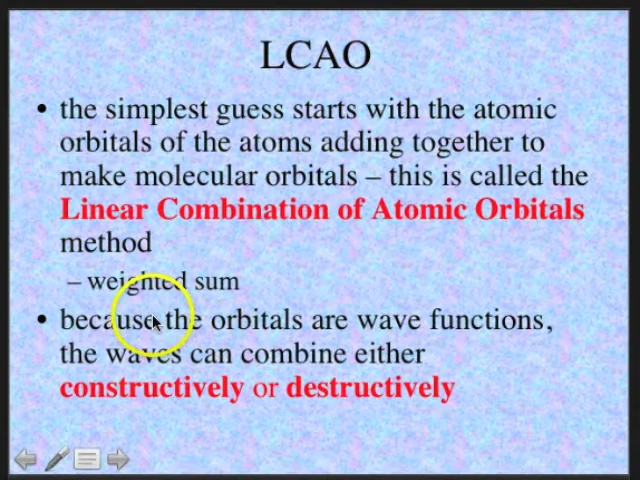 LCAO
• the simplest guess starts with the atomic
orbitals of the atoms adding together to
make molecular orbitals – this is called the
Linear Combination of Atomic Orbitals
method
– weighted sum
• because the orbitals are wave functions,
the waves can combine either
constructively or destructively